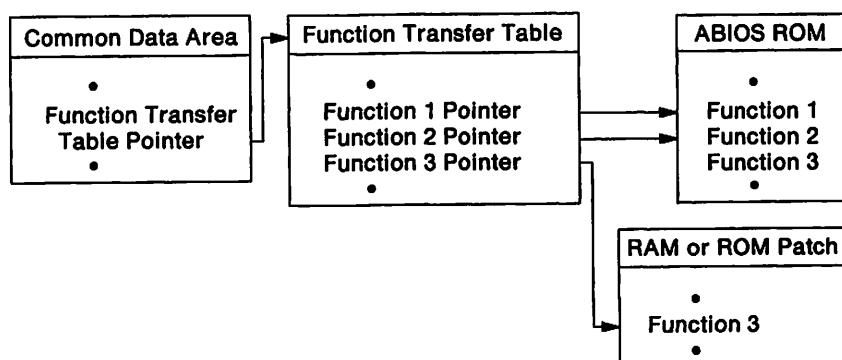 Common Data Area
Function Transfer
Table Pointer
Function Transfer Table
Function 1 Pointer
Function 2 Pointer
Function 3 Pointer
ABIOS ROM
Function 1
Function 2
Function 3
RAM or ROM Patch
Function 3